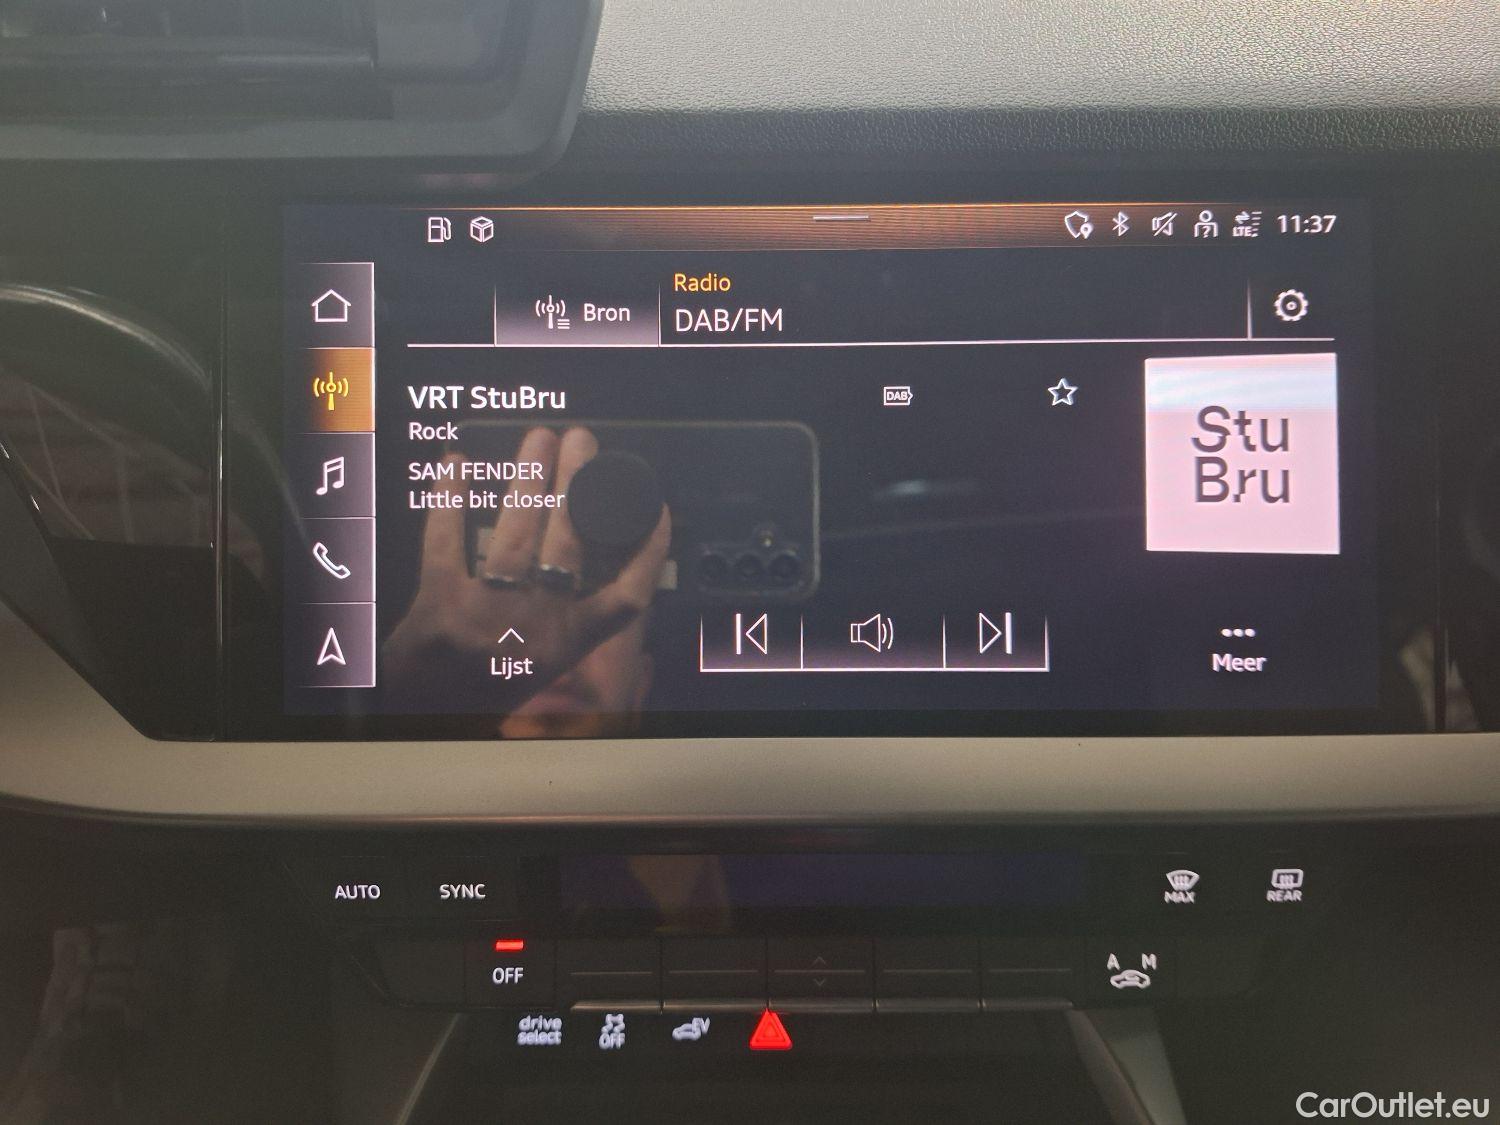 LTE
11:37
Radio
Bron
DAB/FM
VRT StuBru
DAB
Rock
Stu
Bru
SAM FENDER
Little bit closer
Lijst
Meer
AUTO
SYNC
MAX
REAR
OFF
A M
drive
select
OFF
EV
CarOutlet.eu